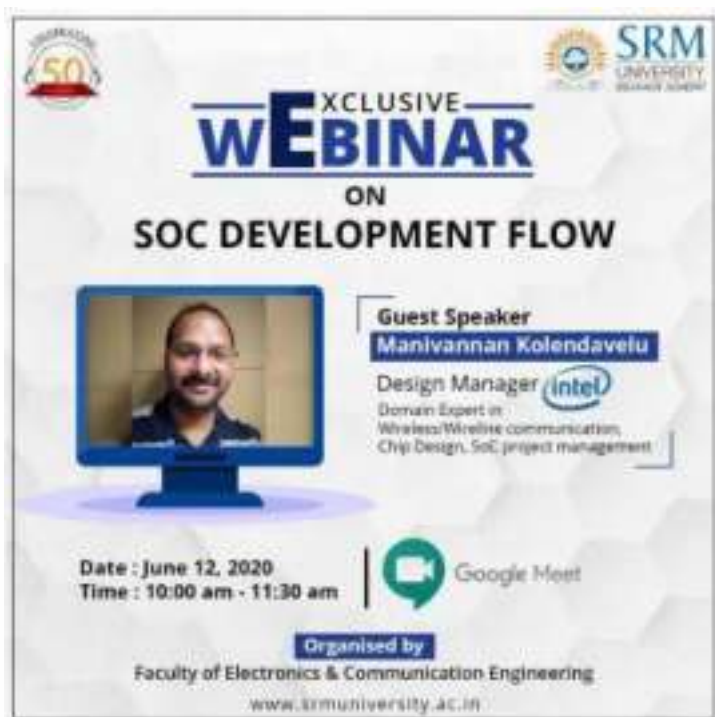 50
SRM
UNIVERSITY
EXCLUSIVE
WEBINAR
ON
SOC DEVELOPMENT FLOW
Guest Speaker
Manivannan Kolendavelu
Design Manager intel
Domain Expert in
Wireless/Wireline communication,
Chip Design, SoC project management
Date : June 12, 2020
Time : 10:00 am - 11:30 am
Google Meet
Organised by
Faculty of Electronics & Communication Engineering
www.srmuniversity.ac.in